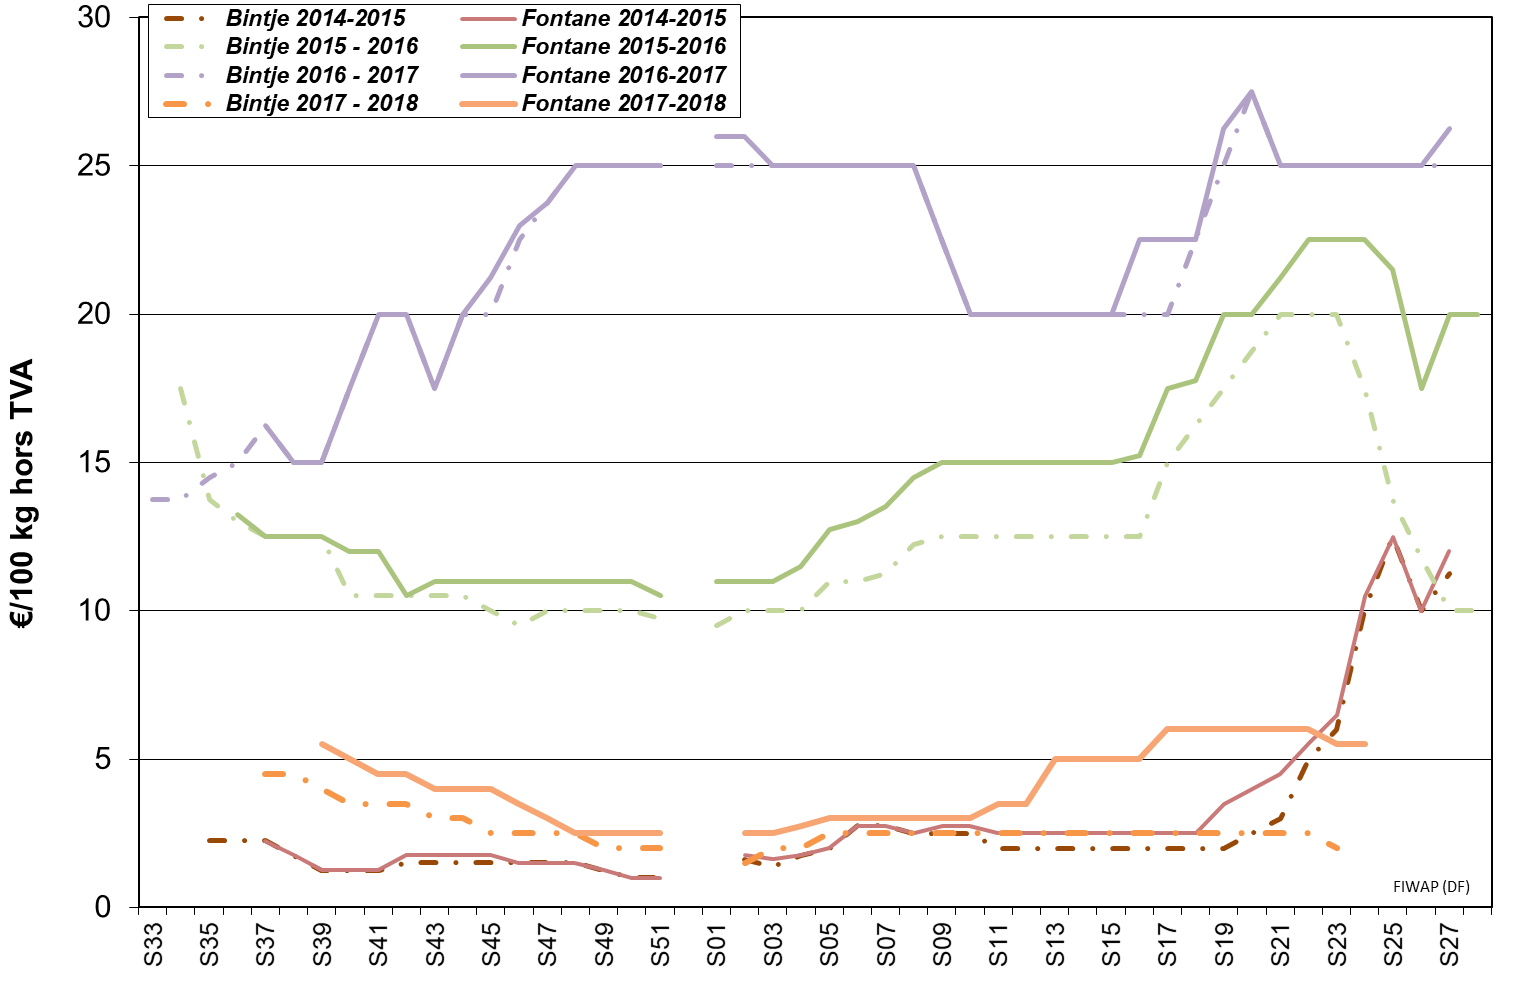 Bintje 2014-2015 Fontane 2014-2015
Bintje 2015 - 2016 Fontane 2015-2016
Bintje 2016 - 2017 Fontane 2016-2017
Bintje 2017 - 2018 Fontane 2017-2018
€/100 kg hors TVA
30
25
20
15
10
5
0
FIWAP (DF)
S33 S35 S37 S39 S41 S43 S45 S47 S49 S51 S01 S03 S05 S07 S09 S11 S13 S15 S17 S19 S21 S23 S25 S27